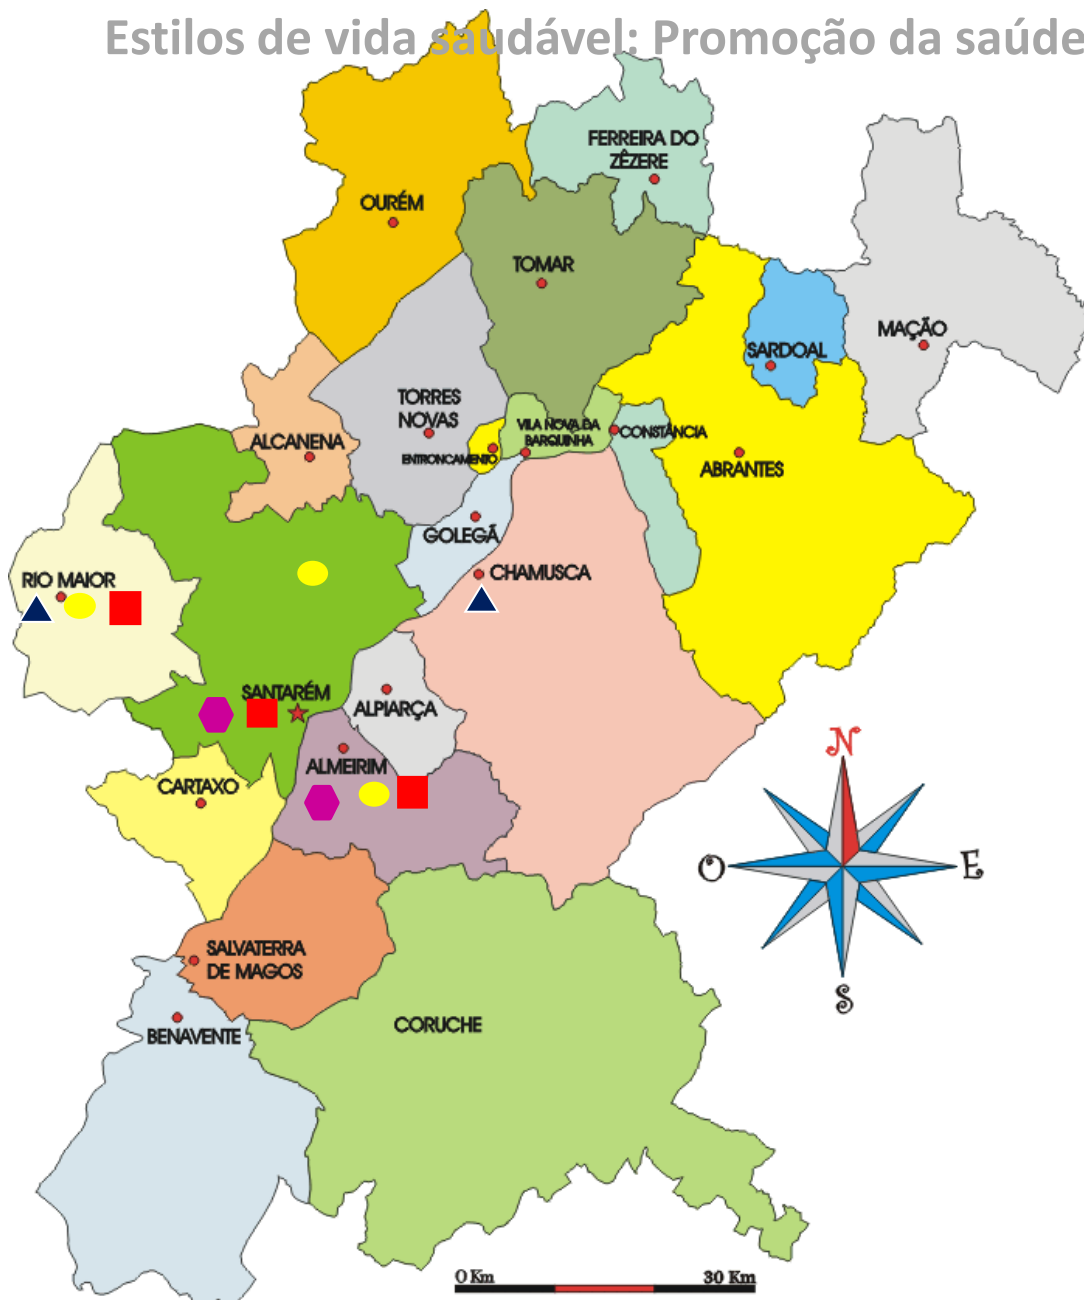 Estilos de vida saudável: Promoção da saúde
FERREIRA DO
ZÊZERE
OURÉM
TOMAR
MAÇÃO
SARDOAL
TORRES
NOVAS
VILA NOVA DA
BARQUINHA
CONSTÂNCIA
ALCANENA
ENTRONCAMENTO
ABRANTES
GOLEGÃ
CHAMUSCA
RIO MAIOR
SANTARÉM
ALPIARÇA
ALMEIRIM
CARTAXO
N
O
E
S
SALVATERRA
DE MAGOS
CORUCHE
BENAVENTE
0 Km
30 Km